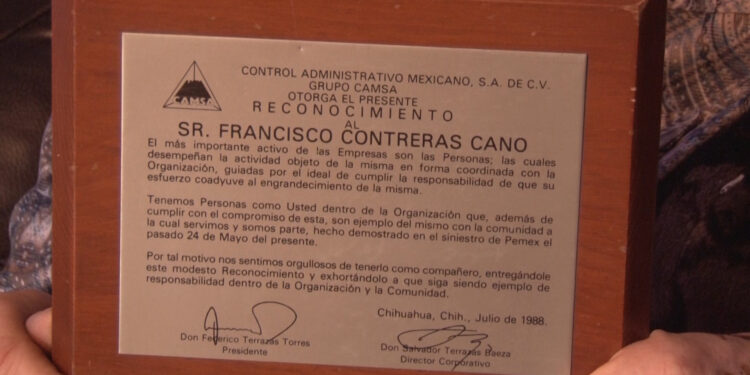 CAMSA
CONTROL ADMINISTRATIVO MEXICANO, S.A. DE C.V.
GRUPO CAMSA
OTORGA EL PRESENTE
RECONOCIMIENTO
AL
SR. FRANCISCO CONTRERAS CANO
El más importante activo de las Empresas son las Personas; las cuales
desempeñan la actividad objeto de la misma en forma coordinada con la
Organización, guiadas por el ideal de cumplir la responsabilidad de que su
esfuerzo coadyuve al engrandecimiento de la misma.
Tenemos Personas como Usted dentro de la Organización que, además de
cumplir con el compromiso de esta, son ejemplo del mismo con la comunidad a
la cual servimos y somos parte, hecho demostrado en el siniestro de Pemex el
pasado 24 de Mayo del presente.
Por tal motivo nos sentimos orgullosos de tenerlo como compañero, entregándole
este modesto Reconocimiento y exhortándolo a que siga siendo ejemplo de
responsabilidad dentro de la Organización y la Comunidad.
Chihuahua, Chih., Julio de 1988.
Don Federico Terrazas Torres
Presidente
Don Salvador Terrazas Baeza
Director Corporativo